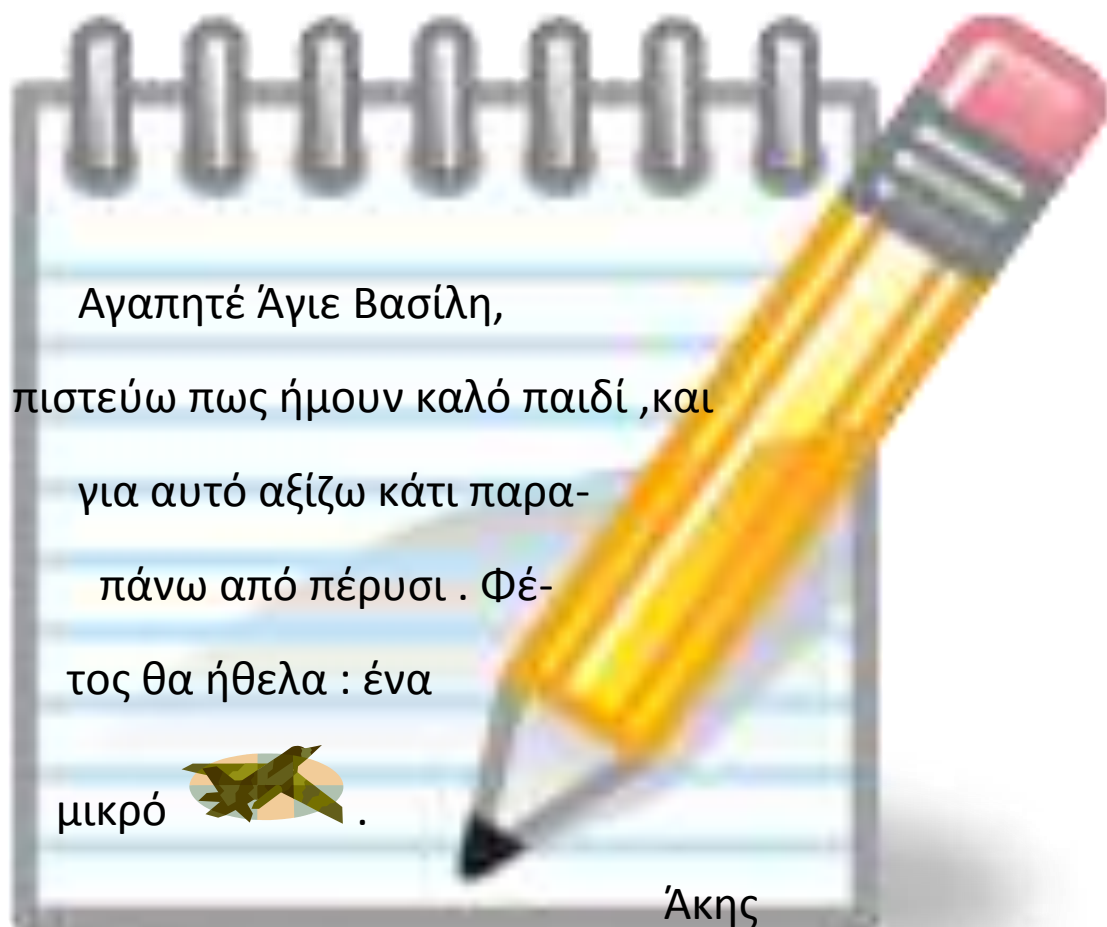 Αγαπητέ Άγιε Βασίλη,
πιστεύω πως ήμουν καλό παιδί ,και
για αυτό αξίζω κάτι παρα-
πάνω από πέρυσι . Φέ-
τος θα ήθελα : ένα
μικρό .
Άκης